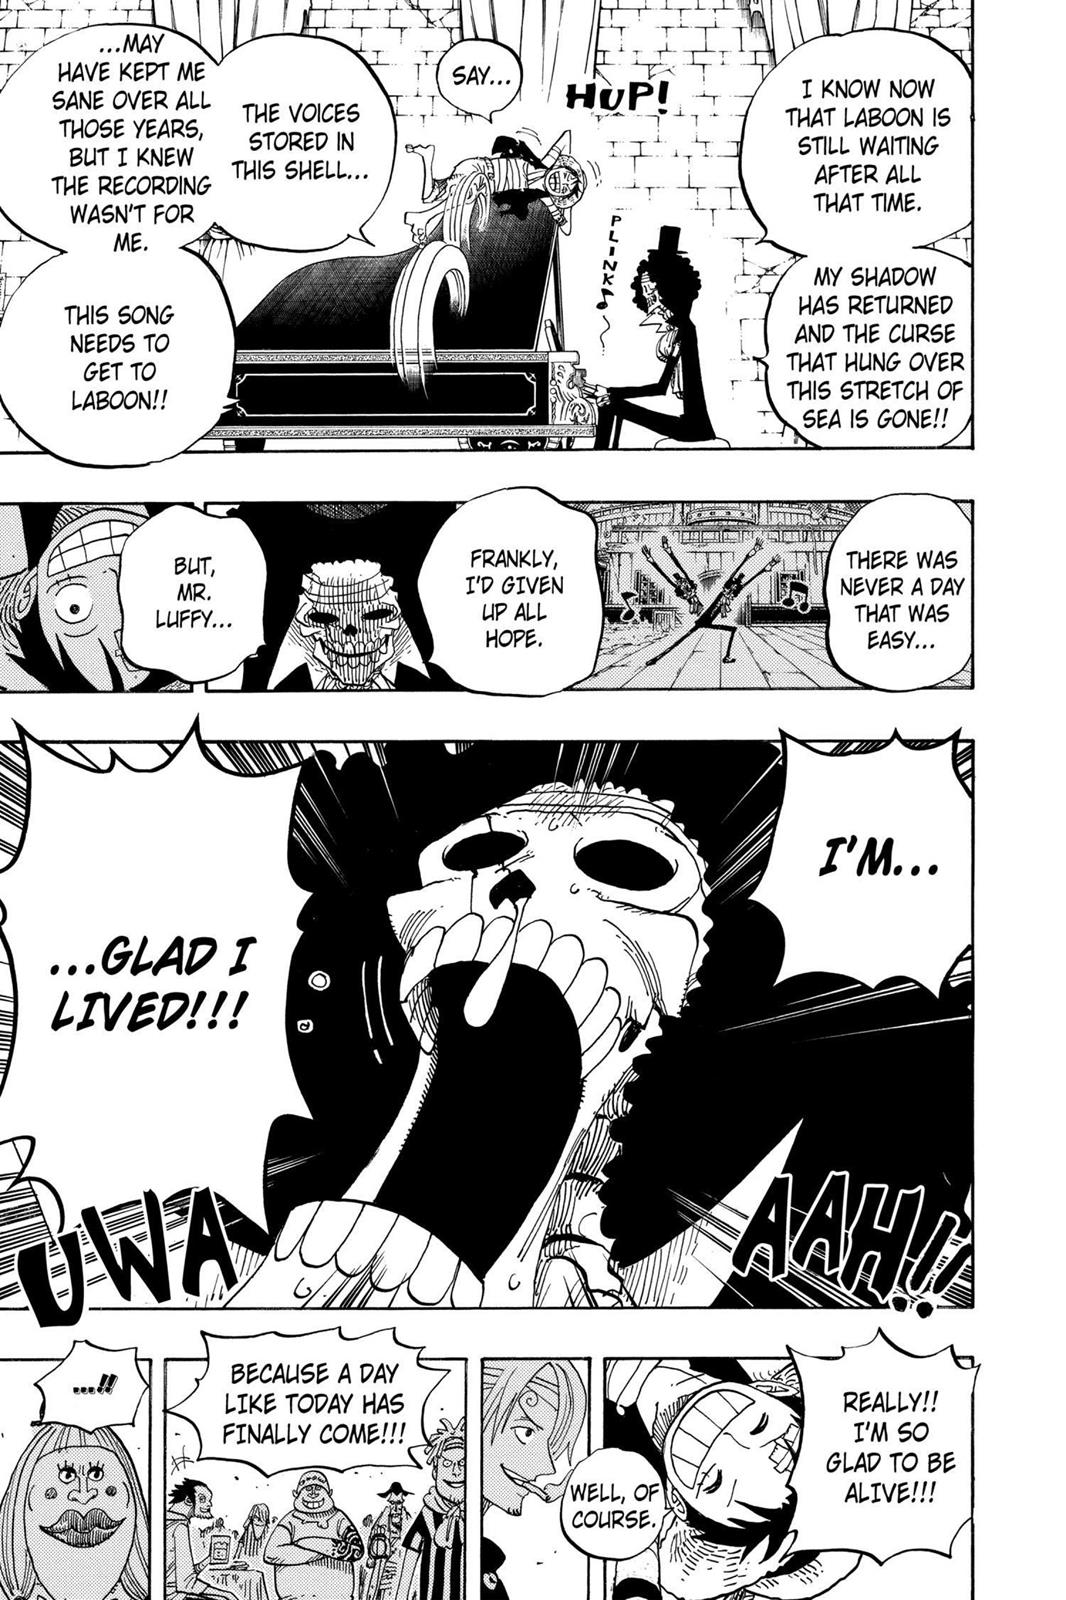 I KNOW NOW
THAT LABOON IS
STILL WAITING
AFTER ALL
THAT TIME.
MY SHADOW
HAS RETURNED
AND THE CURSE
THAT HUNG OVER
THIS STRETCH OF
SEA IS GONE!!
PLINK
HUP!
SAY...
THE VOICES
STORED IN
THIS SHELL...
...MAY
HAVE KEPT ME
SANE OVER ALL
THOSE YEARS,
BUT I KNEW
THE RECORDING
WASN'T FOR
ME.
THIS SONG
NEEDS TO
GET TO
LABOON!!
THERE WAS
NEVER A DAY
THAT WAS
EASY...
FRANKLY,
I'D GIVEN
UP ALL
HOPE.
BUT,
MR.
LUFFY...
I'M...
...GLAD I
LIVED!!!
UWA
AAH!!
REALLY!!
I'M SO
GLAD TO BE
ALIVE!!!
WELL, OF
COURSE.
BECAUSE A DAY
LIKE TODAY HAS
FINALLY COME!!!
...!!